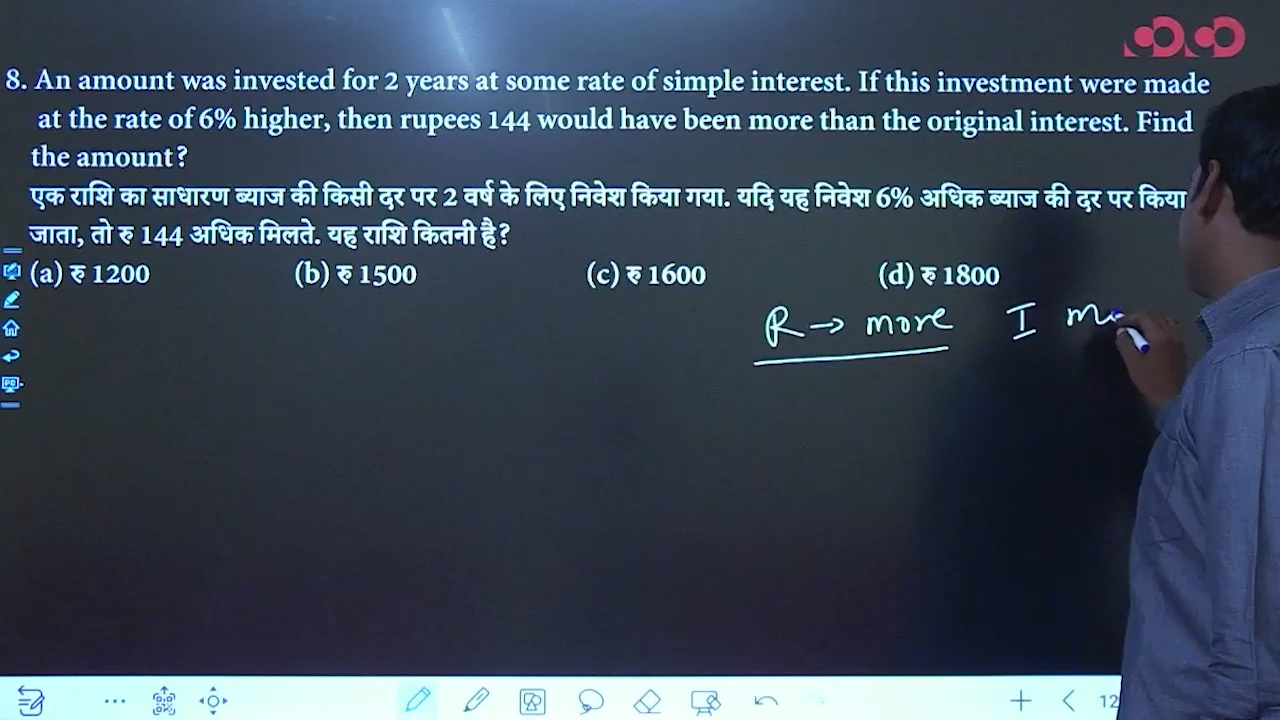 8. An amount was invested for 2 years at some rate of simple interest. If this investment were made
at the rate of 6% higher, then rupees 144 would have been more than the original interest. Find
the amount?
एक राशि का साधारण ब्याज की किसी दर पर 2 वर्ष के लिए निवेश किया गया. यदि यह निवेश 6% अधिक ब्याज की दर पर किया
जाता, तो रु 144 अधिक मिलते. यह राशि कितनी है?
(a) रु 1200 (b) रु 1500 (c) रु 1600 (d) रु 1800
R → more I mo
12